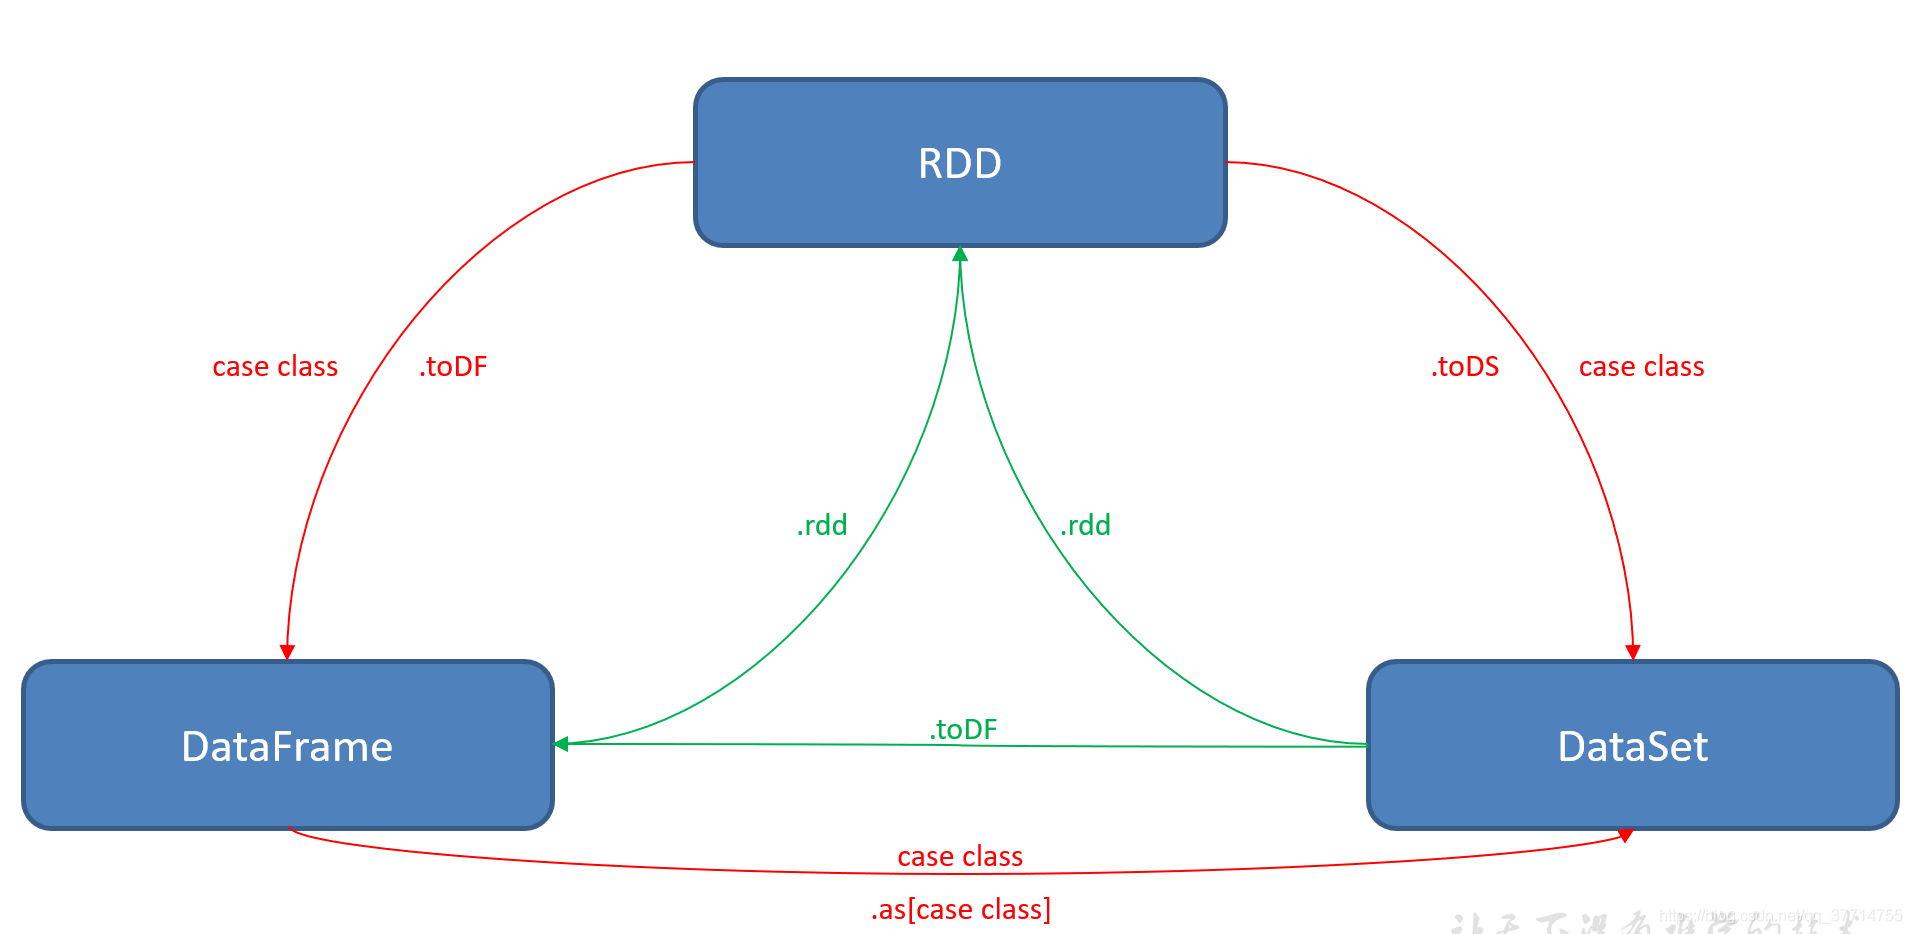 RDD
case class
.toDF
.toDS
case class
.rdd
.rdd
.toDF
DataFrame
DataSet
case class
.as[case class]
https://blog.csdn.net/qq_37714755